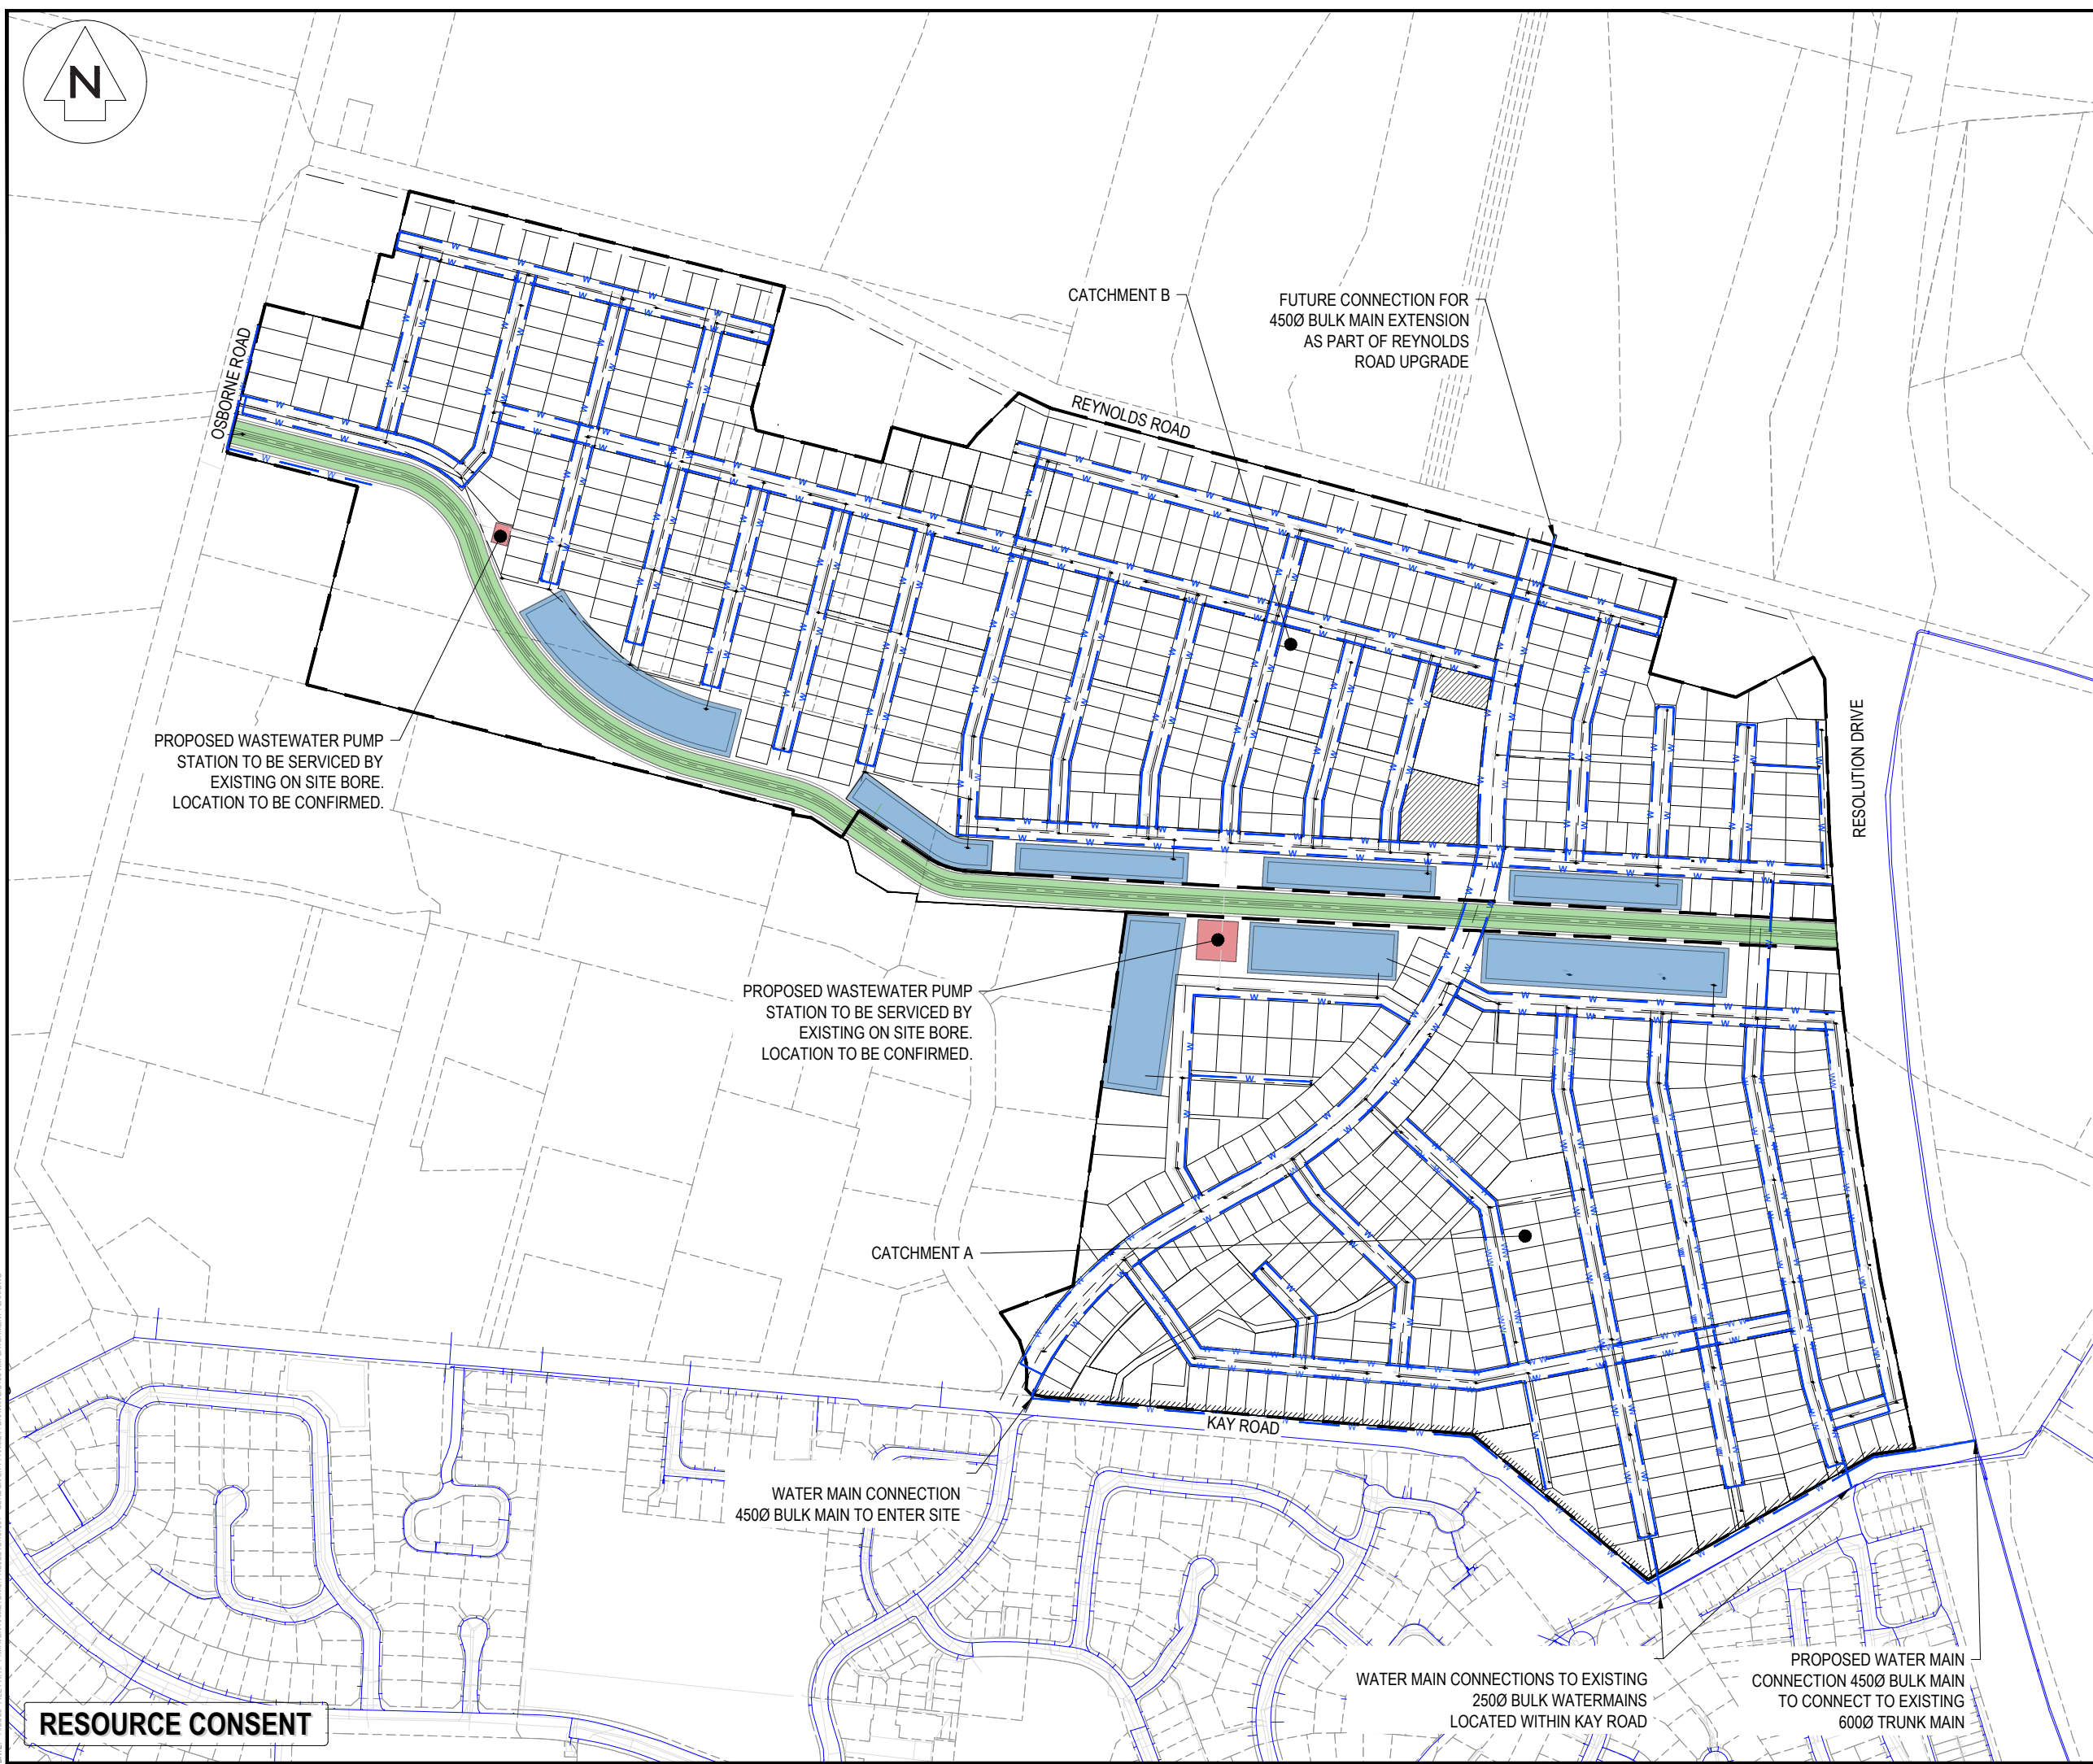 N
CATCHMENT B
FUTURE CONNECTION FOR
450Ø BULK MAIN EXTENSION
AS PART OF REYNOLDS
ROAD UPGRADE
OSBORNE ROAD
REYNOLDS ROAD
RESOLUTION DRIVE
PROPOSED WASTEWATER PUMP
STATION TO BE SERVICED BY
EXISTING ON SITE BORE.
LOCATION TO BE CONFIRMED.
PROPOSED WASTEWATER PUMP
STATION TO BE SERVICED BY
EXISTING ON SITE BORE.
LOCATION TO BE CONFIRMED.
CATCHMENT A
KAY ROAD
WATER MAIN CONNECTION
450Ø BULK MAIN TO ENTER SITE
WATER MAIN CONNECTIONS TO EXISTING
250Ø BULK WATERMAINS
LOCATED WITHIN KAY ROAD
PROPOSED WATER MAIN
CONNECTION 450Ø BULK MAIN
TO CONNECT TO EXISTING
600Ø TRUNK MAIN
RESOURCE CONSENT